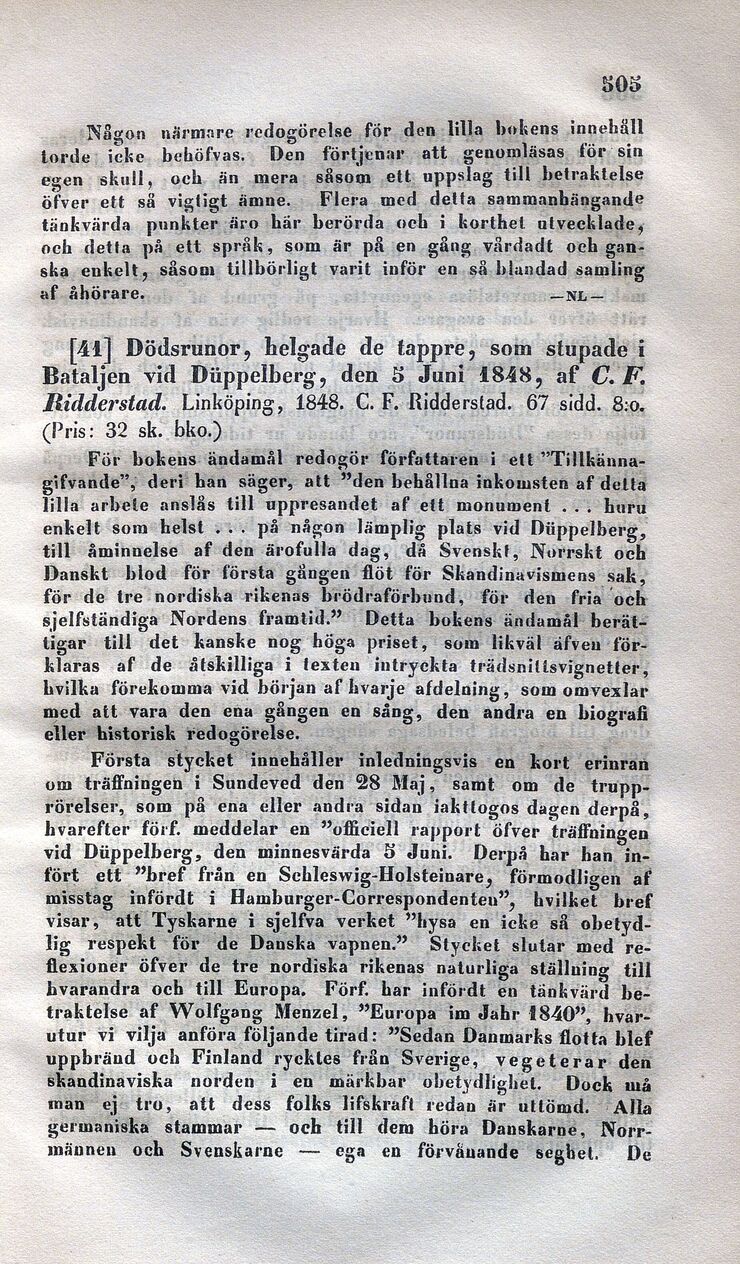 505
Någon närmare redogörelse för den lilla bokens innehåll
torde icke behöfvas. Den förtjenar att genomläsas för sin
egen skull, och än mera såsom ett uppslag till betraktelse
öfver ett så vigtigt ämne. Flera med detta sammanhängande
tänkvärda punkter äro här berörda och i korthet utvecklade,
och detta på ett språk, som är på en gång vårdadt och gan-
ska enkelt, såsom tillbörligt varit inför en så blandad samling
af åhörare. —NL—
[41] Dödsrunor, helgade de tappre, som stupade i
Bataljen vid Düppelberg, den 5 Juni 1848, af C. F.
Ridderstad. Linköping, 1848. C. F. Ridderstad. 67 sidd. 8:o.
(Pris: 32 sk. bko.)
För bokens ändamål redogör författaren i ett "Tillkänna-
gifvande", deri han säger, att "den behållna inkomsten af detta
lilla arbete anslås till uppresandet af ett monument . . . huru
enkelt som helst . . . på någon lämplig plats vid Düppelberg,
till åminnelse af den ärofulla dag, då Svenskt, Norrskt och
Danskt blod för första gången flöt för Skandinavismens sak,
för de tre nordiska rikenas brödraförbund, för den fria och
sjelfständiga Nordens framtid." Detta bokens ändamål berät-
tigar till det kanske nog höga priset, som likväl äfven för-
klaras af de åtskilliga i texten intryckta trädsnittsvignetter,
hvilka förekomma vid början af hvarje afdelning, som omvexlar
med att vara den ena gången en sång, den andra en biografi
eller historisk redogörelse.
Första stycket innehåller inledningsvis en kort erinran
om träffningen i Sundeved den 28 Maj, samt om de trupp-
rörelser, som på ena eller andra sidan iakttogos dagen derpå,
hvarefter förf. meddelar en "officiell rapport öfver träffningen
vid Düppelberg, den minnesvärda 5 Juni. Derpå har han in-
fört ett "bref från en Schleswig-Holsteinare, förmodligen af
misstag infördt i Hamburger-Correspondenten", hvilket bref
visar, att Tyskarne i sjelfva verket "hysa en icke så obetyd-
lig respekt för de Danska vapnen." Stycket slutar med re-
flexioner öfver de tre nordiska rikenas naturliga ställning till
hvarandra och till Europa. Förf. har infördt en tänkvärd be-
traktelse af Wolfgang Menzel, "Europa im Jahr 1840", hvar-
utur vi vilja anföra följande tirad: "Sedan Danmarks flotta blef
uppbränd och Finland rycktes från Sverige, vegeterar den
skandinaviska norden i en märkbar obetydlighet. Dock må
man ej tro, att dess folks lifskraft redan är uttömd. Alla
germaniska stammar — och till dem höra Danskarne, Norr-
männen och Svenskarne — ega en förvånande seghet. De